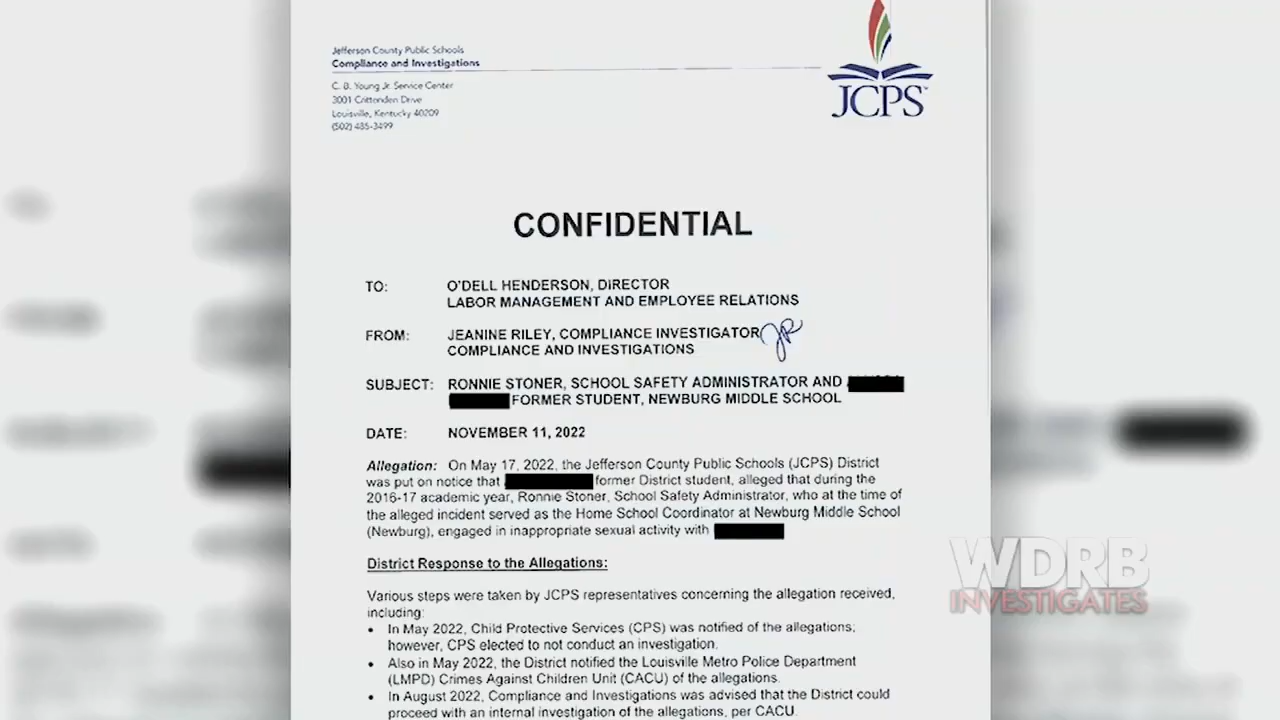 Jefferson County Public Schools
Compliance and Investigations
C. B. Young Jr. Service Center
3001 Crittenden Drive
Louisville, Kentucky 40209
(502) 485-3499
JCPS
CONFIDENTIAL
TO: O'DELL HENDERSON, DIRECTOR
LABOR MANAGEMENT AND EMPLOYEE RELATIONS
FROM: JEANINE RILEY, COMPLIANCE INVESTIGATOR JR
COMPLIANCE AND INVESTIGATIONS
SUBJECT: RONNIE STONER, SCHOOL SAFETY ADMINISTRATOR AND
FORMER STUDENT, NEWBURG MIDDLE SCHOOL
DATE: NOVEMBER 11, 2022
Allegation: On May 17, 2022, the Jefferson County Public Schools (JCPS) District
was put on notice that former District student, alleged that during the
2016-17 academic year, Ronnie Stoner, School Safety Administrator, who at the time of
the alleged incident served as the Home School Coordinator at Newburg Middle School
(Newburg), engaged in inappropriate sexual activity with
District Response to the Allegations:
Various steps were taken by JCPS representatives concerning the allegation received,
including:
• In May 2022, Child Protective Services (CPS) was notified of the allegations;
however, CPS elected to not conduct an investigation.
• Also in May 2022, the District notified the Louisville Metro Police Department
(LMPD) Crimes Against Children Unit (CACU) of the allegations.
• In August 2022, Compliance and Investigations was advised that the District could
proceed with an internal investigation of the allegations, per CACU.
WDRB
INVESTIGATES